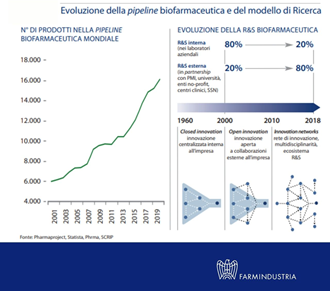 Evoluzione della pipeline biofarmaceutica e del modello di Ricerca
N° DI PRODOTTI NELLA PIPELINE
BIOFARMACEUTICA MONDIALE
18.000
16.000
14.000
12.000
10.000
8.000
6.000
4.000
2001
2003
2005
2007
2009
2011
2013
2015
2017
2019
EVOLUZIONE DELLA R&S BIOFARMACEUTICA
R&S interna
(nei laboratori
aziendali)
80%
20%
R&S esterna
(in partnership
con PMI, università,
enti no-profit,
centri clinici, SSN)
20%
80%
1960
2000
2010
2018
Closed innovation
innovazione
centralizzata interna
all'impresa
Open innovation
innovazione
aperta
a collaborazioni
esterne all'impresa
Innovation networks
rete di innovazione,
multidisciplinarità,
ecosistema
R&S
Fonte: Pharmaproject, Statista, Phrma, SCRIP
FARMINDUSTRIA